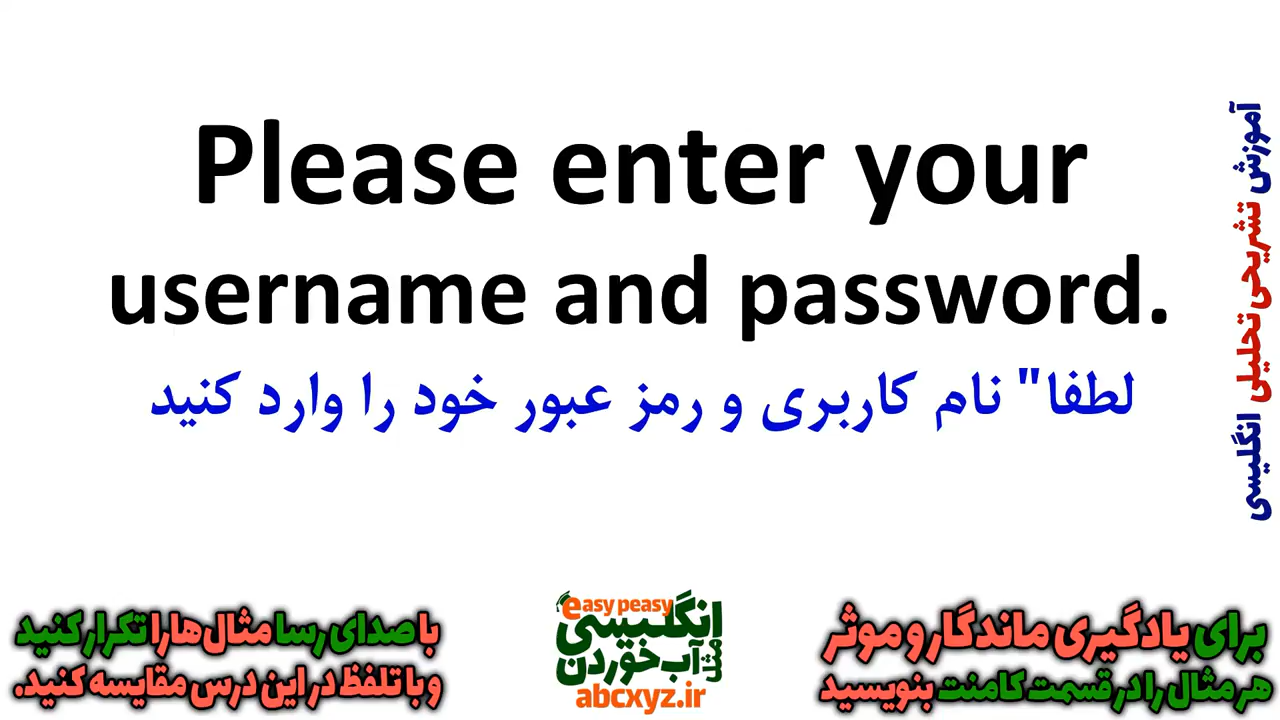 Please enter your
username and password.
لطفا" نام کاربری و رمز عبور خود را وارد کنید
آموزش تشریحی تحلیلی انگلیسی
برای یادگیری ماندگار و موثر
هر مثال را در قسمت کامنت بنویسید
easy peasy
انگلیسی
مثل آب خوردن
abcxyz.ir
با صدای رسا مثال‌ها را تکرار کنید
و با تلفظ در این درس مقایسه کنید.